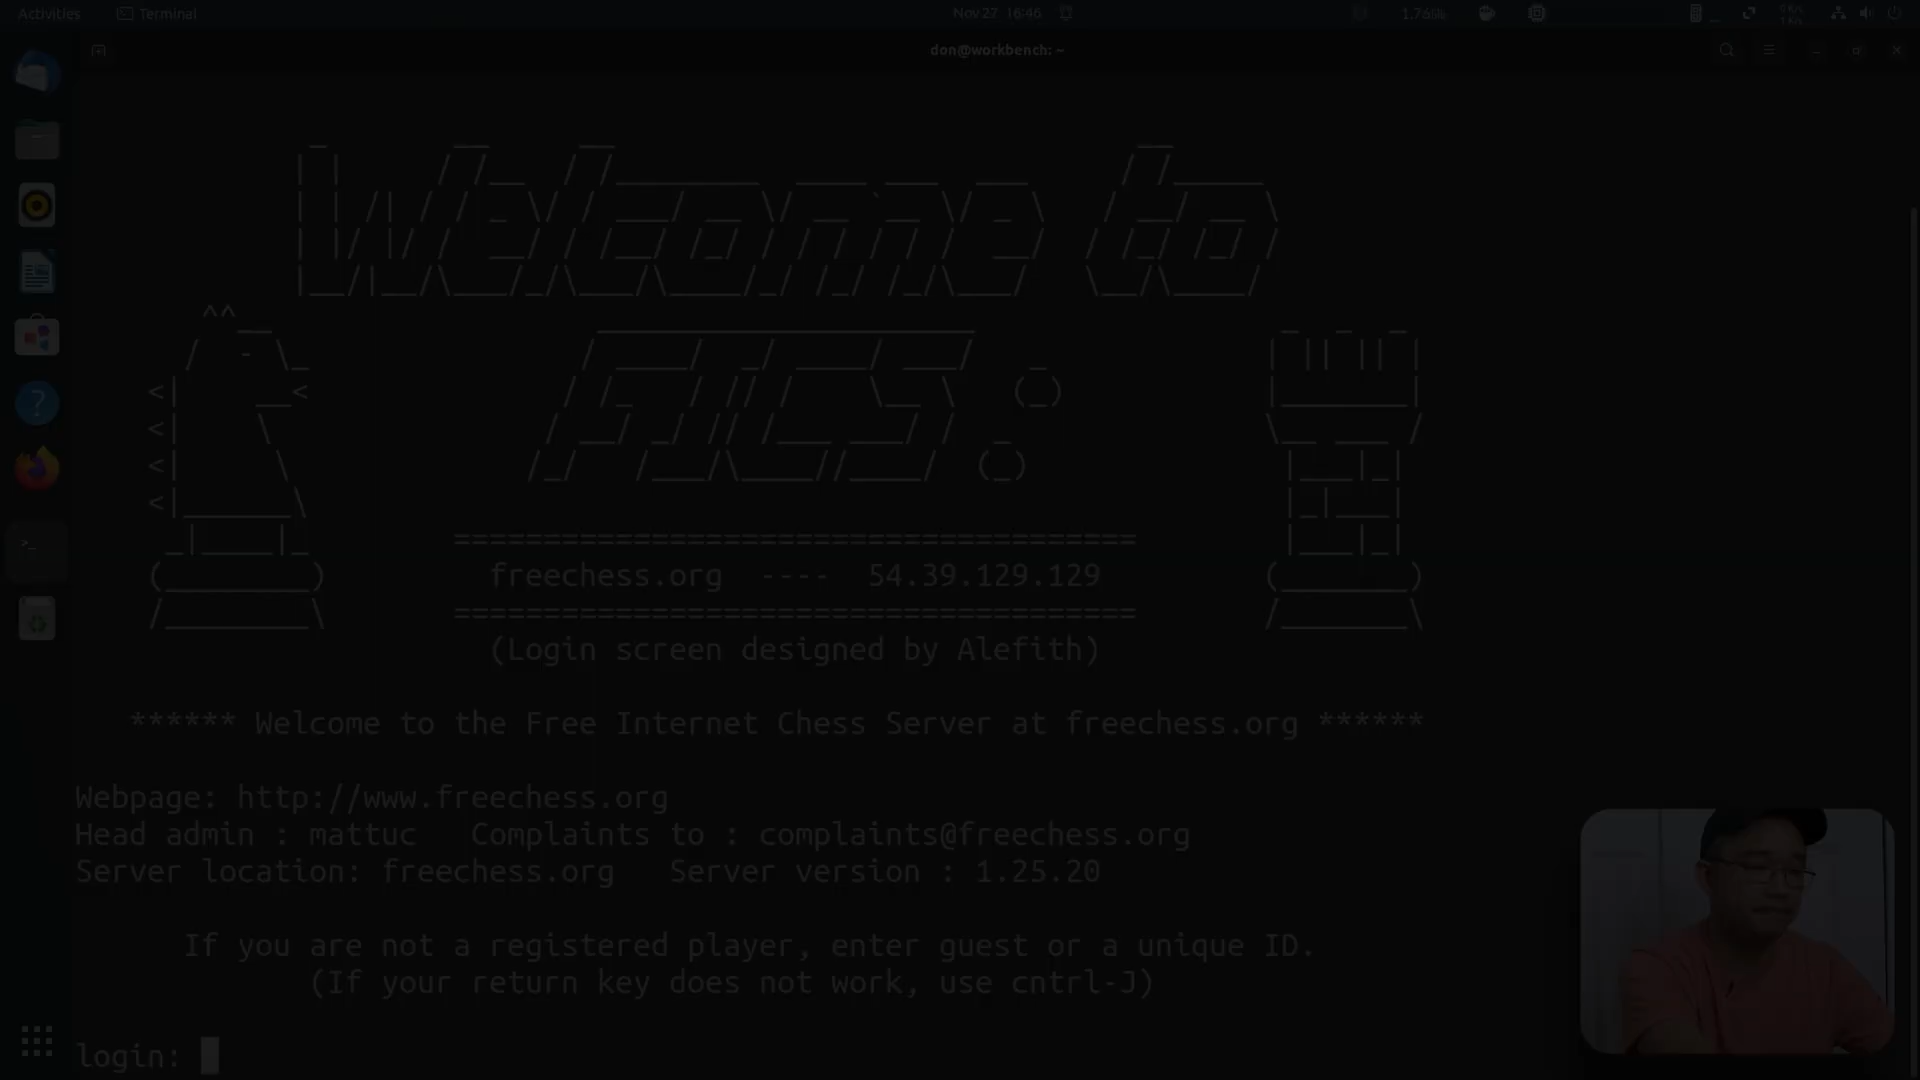 Activities Terminal Nov 27 16:46
don@workbench: ~
Welcome to
FICS:
freechess.org ---- 54.39.129.129
(Login screen designed by Alefith)
****** Welcome to the Free Internet Chess Server at freechess.org ******
Webpage: http://www.freechess.org
Head admin : mattuc Complaints to : complaints@freechess.org
Server location: freechess.org Server version : 1.25.20
If you are not a registered player, enter guest or a unique ID.
(If your return key does not work, use cntrl-J)
login: